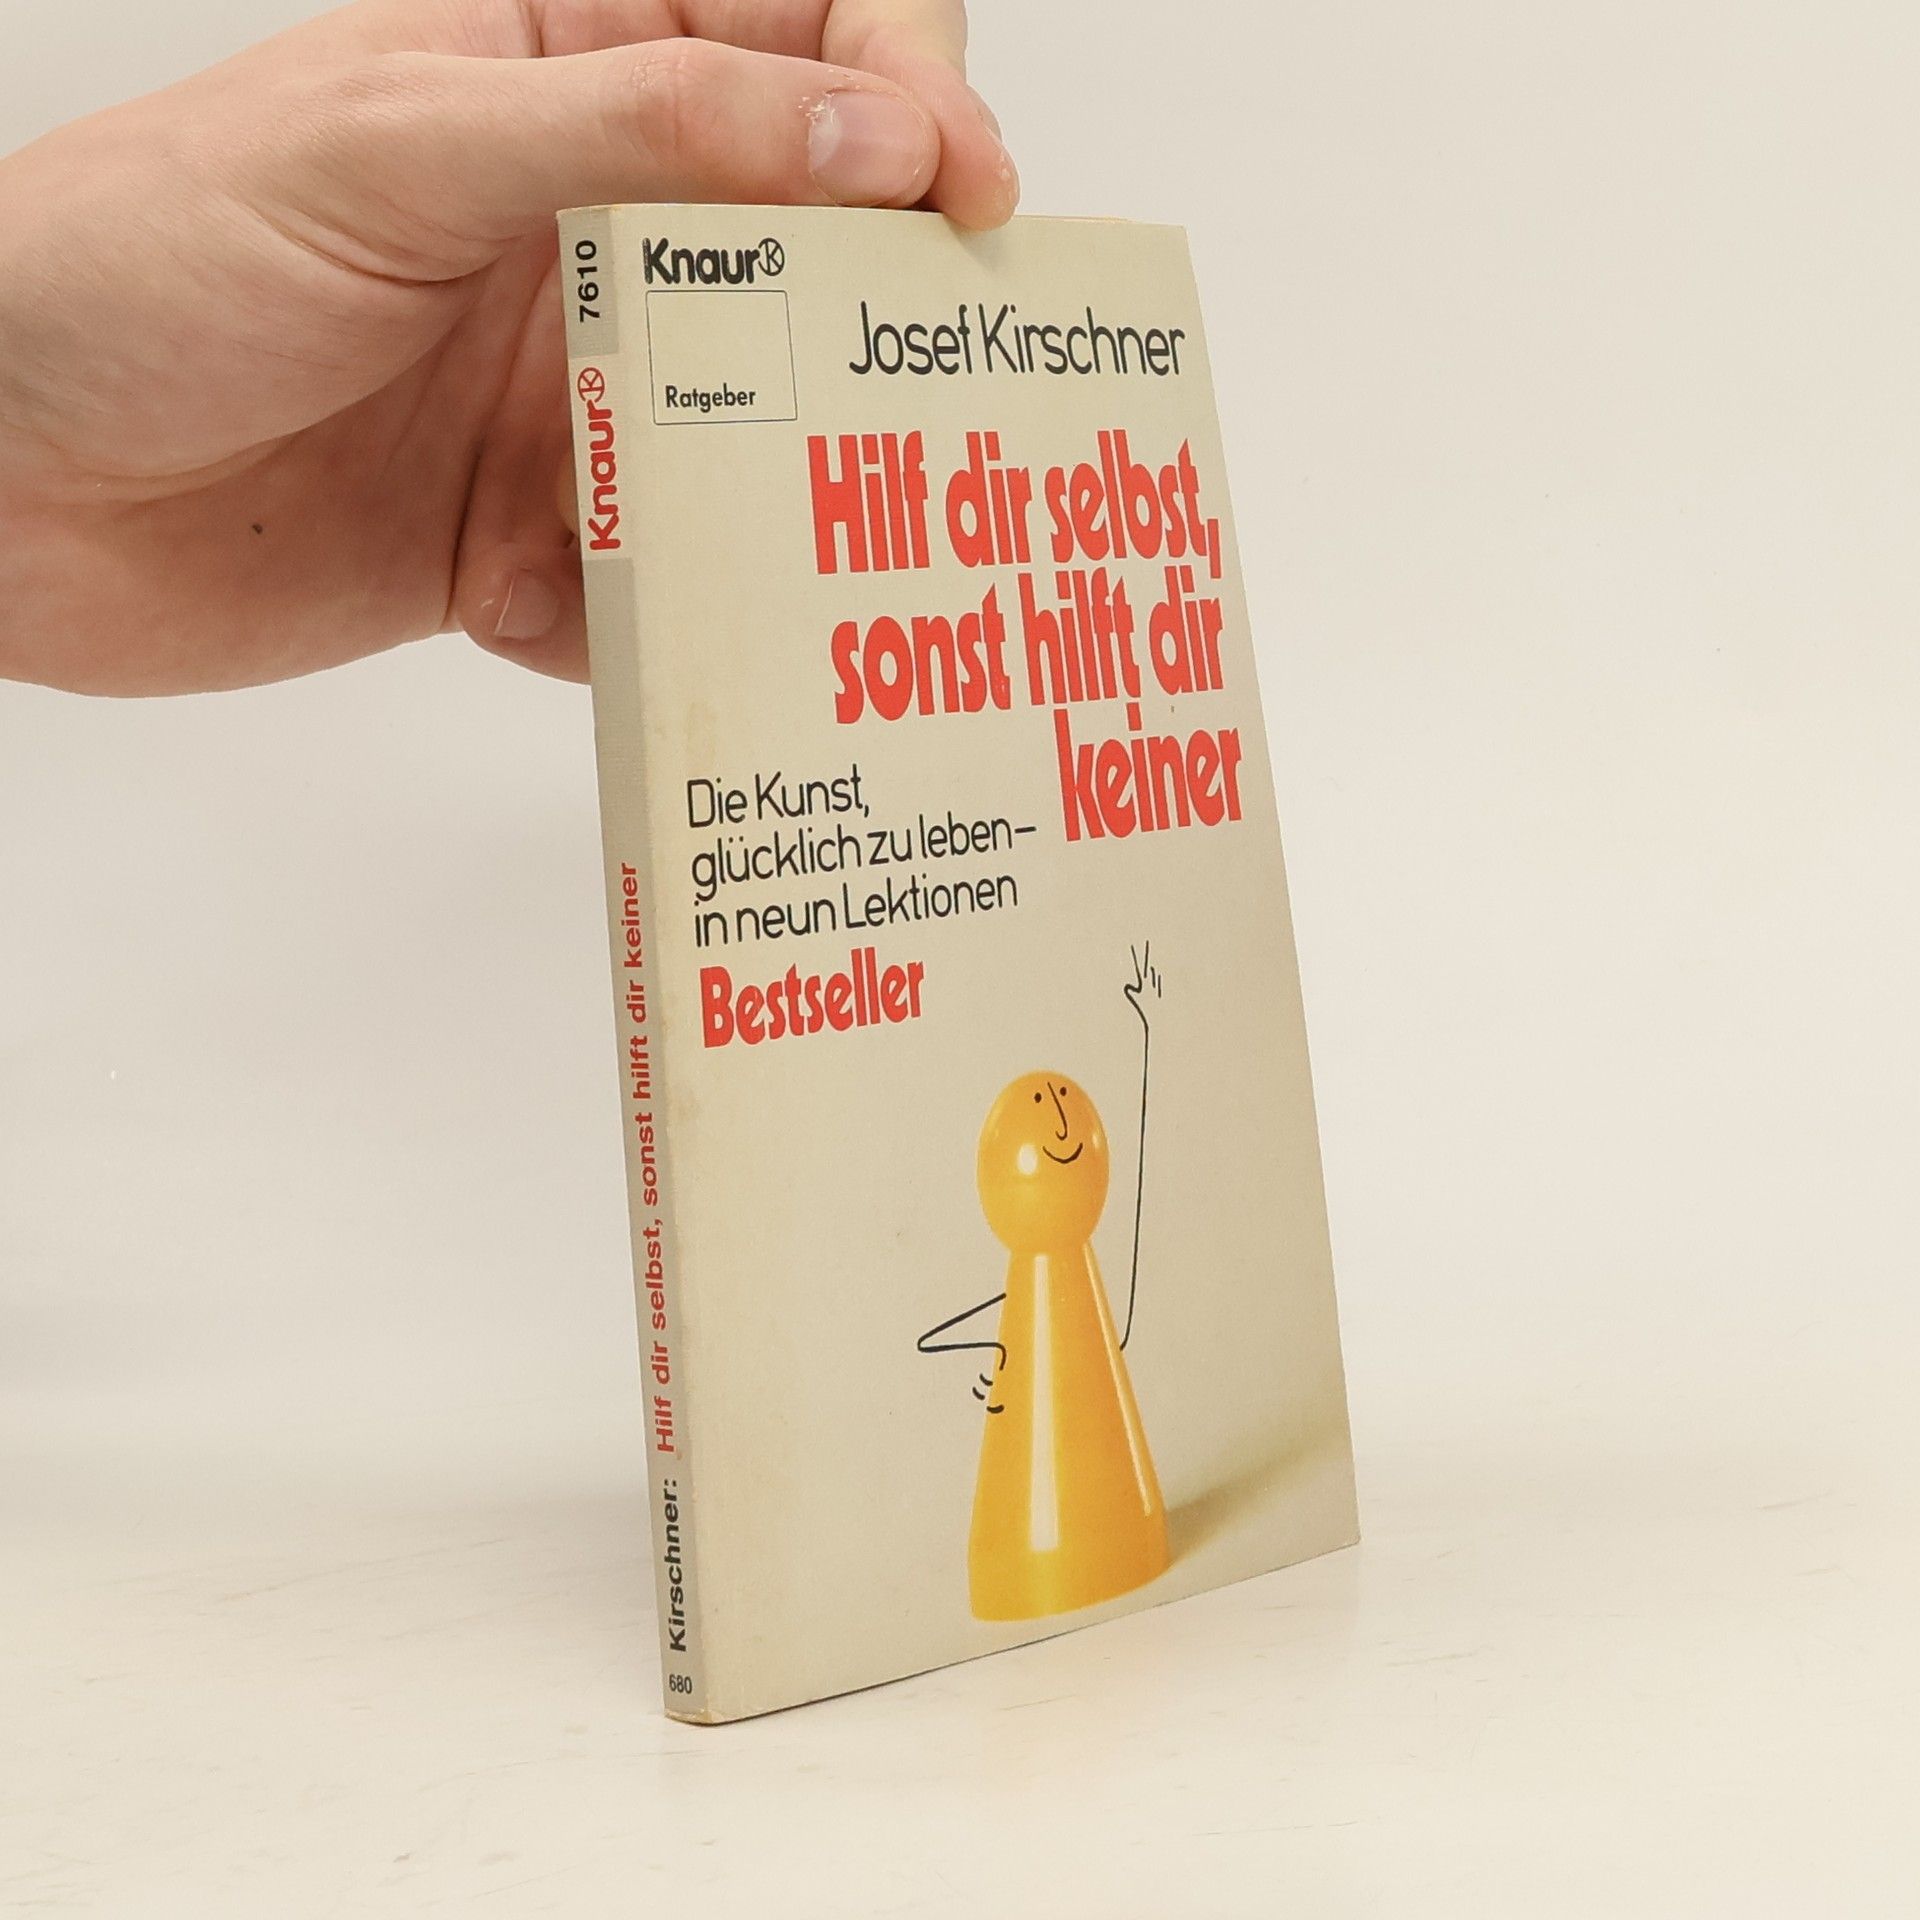 Knaur
Ratgeber
Josef Kirschner
Hilf dir selbst,
sonst hilft dir
keiner
Die Kunst,
glücklich zu leben–
in neun Lektionen
Bestseller
680 Kirschner: Hilf dir selbst, sonst hilft dir keiner Knaur 7610